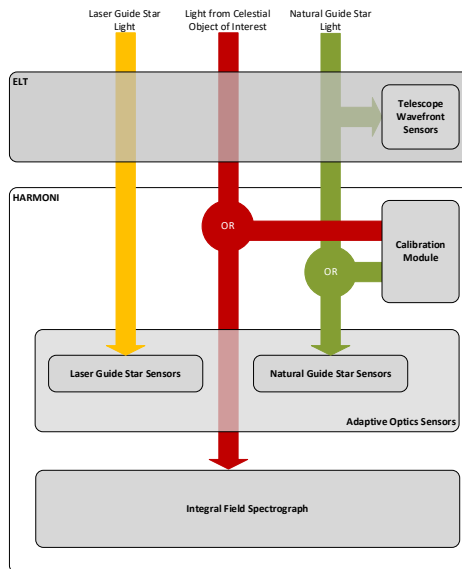 Laser Guide Star
Light
Light from Celestial
Object of Interest
Natural Guide Star
Light
ELT
Telescope
Wavefront
Sensors
HARMONI
OR
Calibration
Module
OR
Laser Guide Star Sensors
Natural Guide Star Sensors
Adaptive Optics Sensors
Integral Field Spectrograph